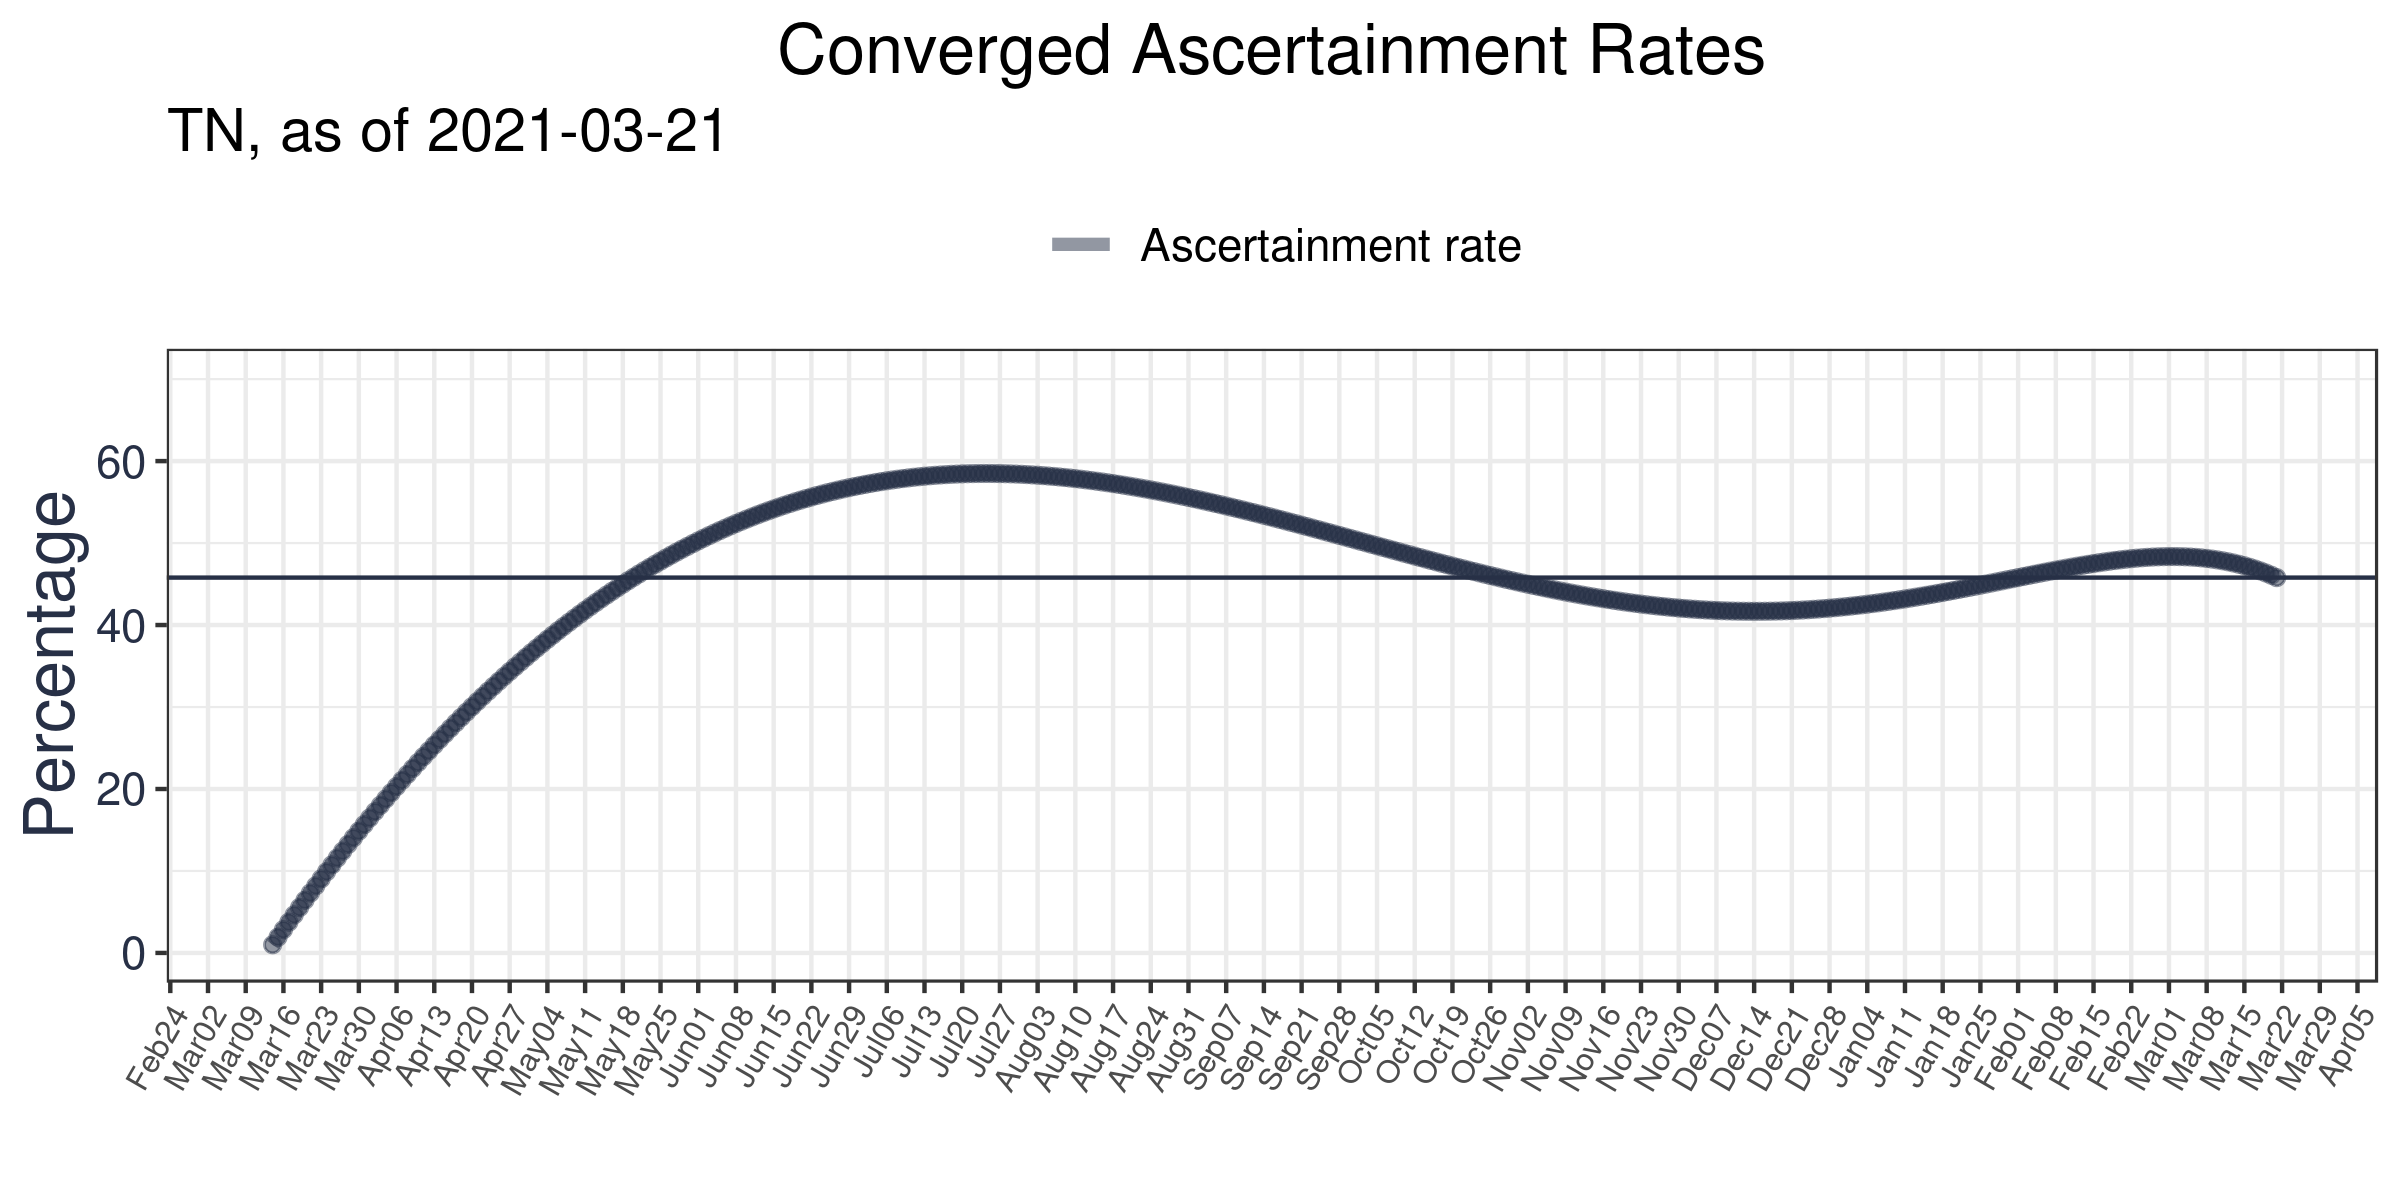 Converged Ascertainment Rates
TN, as of 2021-03-21
Ascertainment rate
Percentage
60
40
20
0
Feb24
Mar02
Mar09
Mar16
Mar23
Mar30
Apr06
Apr13
Apr20
Apr27
May04
May11
May18
May25
Jun01
Jun08
Jun15
Jun22
Jun29
Jul06
Jul13
Jul20
Jul27
Aug03
Aug10
Aug17
Aug24
Aug31
Sep07
Sep14
Sep21
Sep28
Oct05
Oct12
Oct19
Oct26
Nov02
Nov09
Nov16
Nov23
Nov30
Dec07
Dec14
Dec21
Dec28
Jan04
Jan11
Jan18
Jan25
Feb01
Feb08
Feb15
Feb22
Mar01
Mar08
Mar15
Mar22
Mar29
Apr05